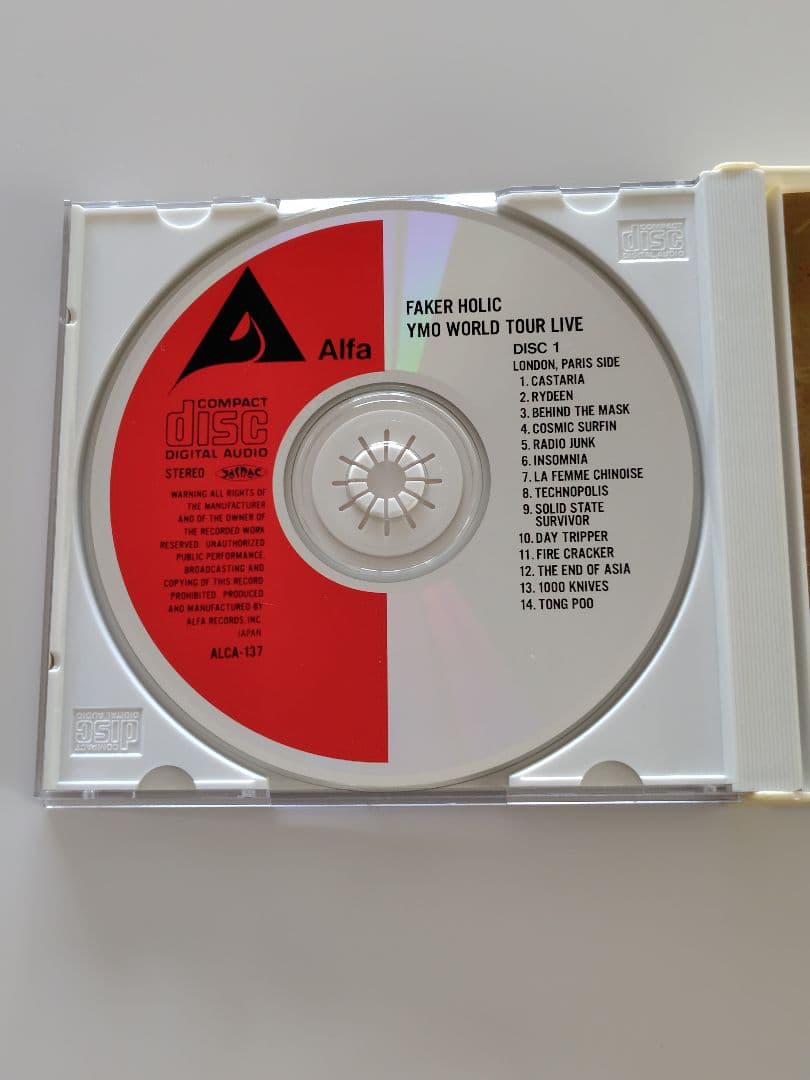 Alfa
COMPACT
disc
DIGITAL AUDIO
STEREO JASRAC
WARNING ALL RIGHTS OF
THE MANUFACTURER
AND OF THE OWNER OF
THE RECORDED WORK
RESERVED. UNAUTHORIZED
PUBLIC PERFORMANCE,
BROADCASTING AND
COPYING OF THIS RECORD
PROHIBITED. PRODUCED
AND MANUFACTURED BY
ALFA RECORDS, INC.
JAPAN
ALCA-137
FAKER HOLIC
YMO WORLD TOUR LIVE
DISC 1
LONDON, PARIS SIDE
1. CASTARIA
2. RYDEEN
3. BEHIND THE MASK
4. COSMIC SURFIN
5. RADIO JUNK
6. INSOMNIA
7. LA FEMME CHINOISE
8. TECHNOPOLIS
9. SOLID STATE
SURVIVOR
10. DAY TRIPPER
11. FIRE CRACKER
12. THE END OF ASIA
13. 1000 KNIVES
14. TONG POO
COMPACT
disc
DIGITAL AUDIO
COMPACT
disc
DIGITAL AUDIO